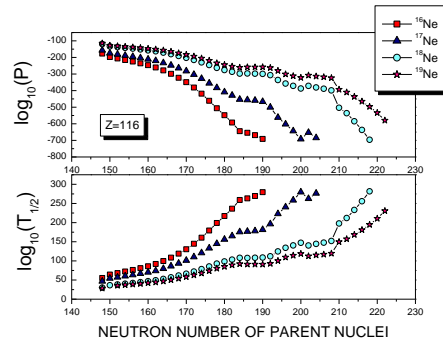 ¹⁶Ne
¹⁷Ne
¹⁸Ne
¹⁹Ne
log₁₀(P)
-100
-200
-300
-400
-500
-600
-700
-800
Z=116
140 150 160 170 180 190 200 210 220 230
log₁₀(T₁/₂)
300
250
200
150
100
50
0
140 150 160 170 180 190 200 210 220 230
NEUTRON NUMBER OF PARENT NUCLEI